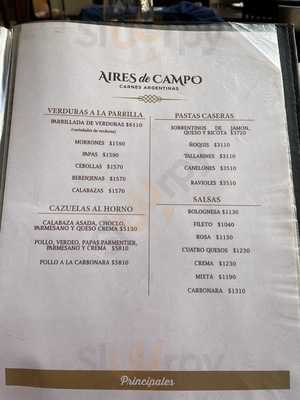 AIRES de CAMPO
CARNES ARGENTINAS
VERDURAS A LA PARRILLA
PARRILLADA DE VERDURAS $6110
(variedades de verduras)
MORRONES $1590
PAPAS $1590
CEBOLLAS $1570
BERENJENAS $1570
CALABAZAS $1570
CAZUELAS AL HORNO
CALABAZA ASADA, CHOCLO,
PARMESANO Y QUESO CREMA $5130
POLLO, VERDEO, PAPAS PARMENTIER,
PARMESANO Y CREMA $5810
POLLO A LA CARBONARA $5810
PASTAS CASERAS
SORRENTINOS DE JAMON,
QUESO Y RICOTA $3710
ÑOQUIS $3110
TALLARINES $3110
CANELONES $3510
RAVIOLES $3510
SALSAS
BOLOGNESA $1130
FILETO $1040
ROSA $1130
CUATRO QUESOS $1230
CREMA $1230
MIXTA $1190
CARBONARA $1310
Principales